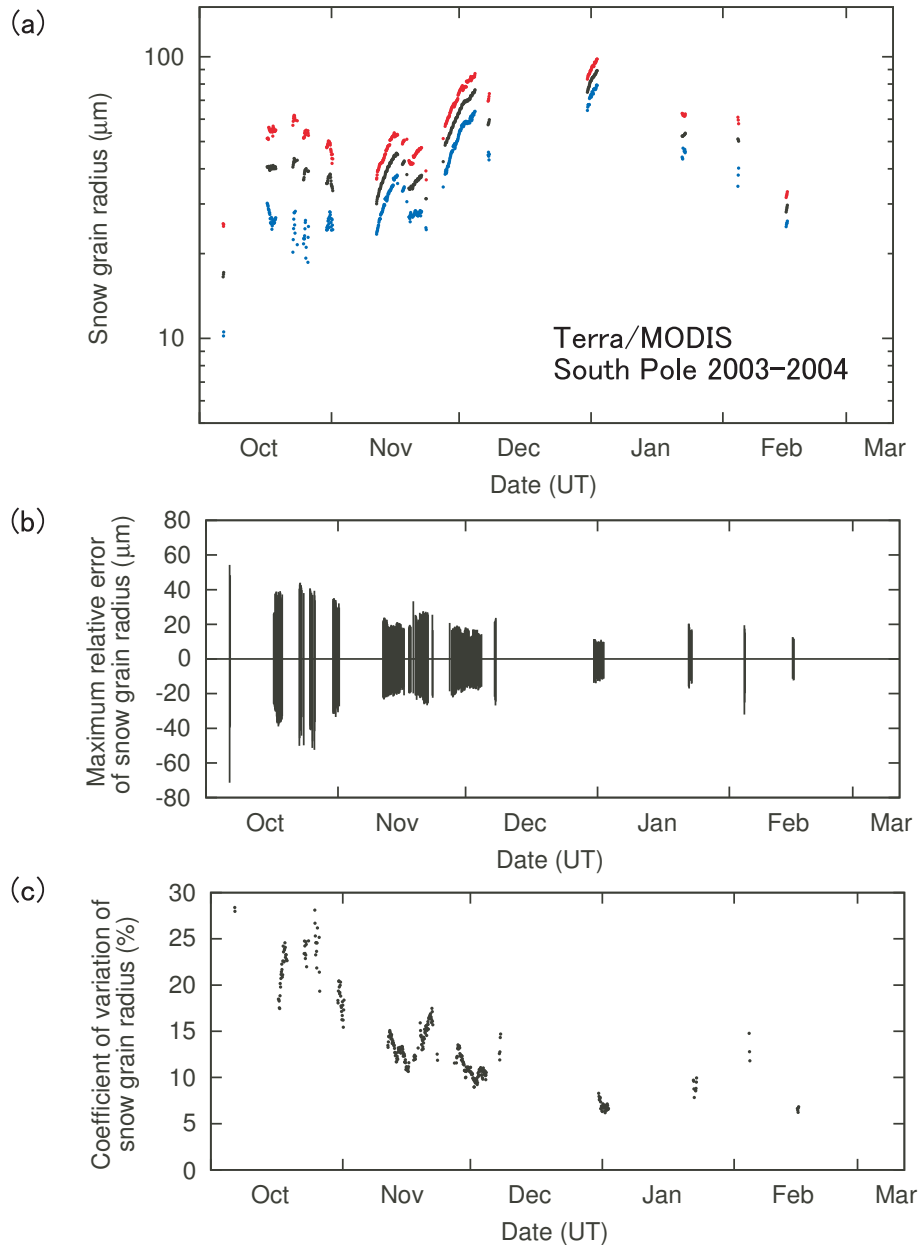 (a)
Snow grain radius (μm)
100
10
Terra/MODIS
South Pole 2003−2004
Oct Nov Dec Jan Feb Mar
Date (UT)
(b)
Maximum relative error
of snow grain radius (μm)
80
60
40
20
0
-20
-40
-60
-80
Oct Nov Dec Jan Feb Mar
Date (UT)
(c)
Coefficient of variation of
snow grain radius (%)
30
25
20
15
10
5
0
Oct Nov Dec Jan Feb Mar
Date (UT)